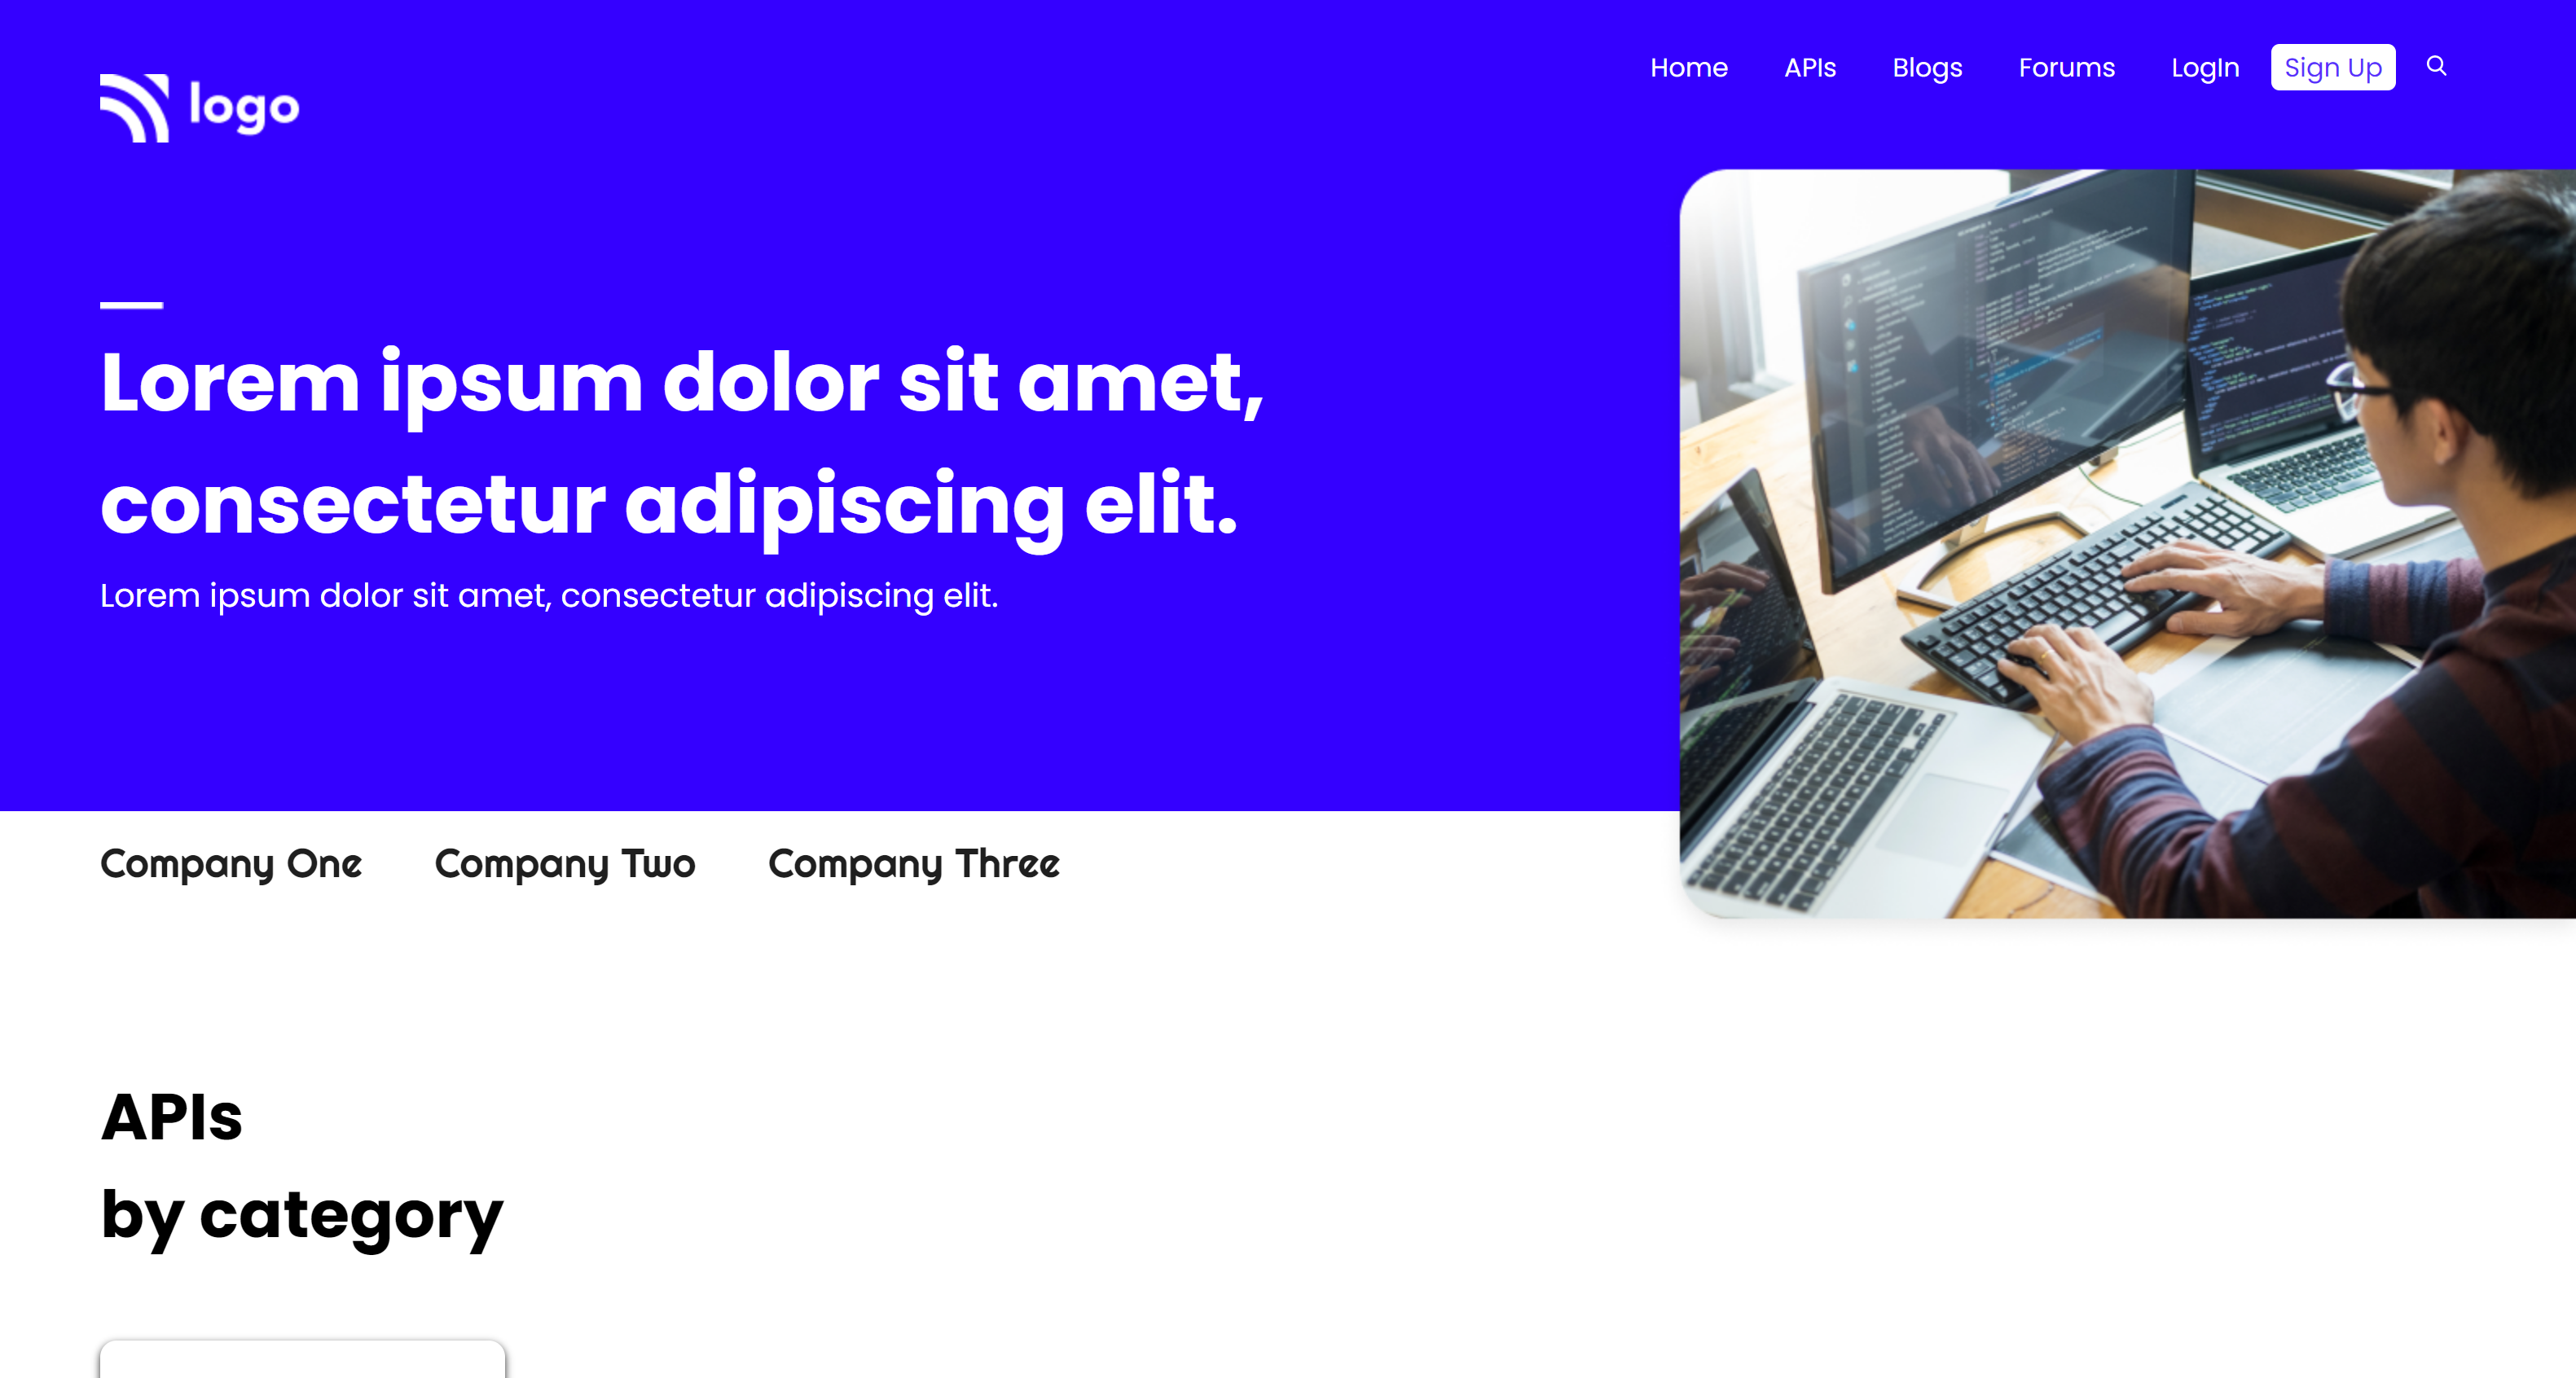 logo
Home APIs Blogs Forums LogIn Sign Up
Lorem ipsum dolor sit amet,
consectetur adipiscing elit.
Lorem ipsum dolor sit amet, consectetur adipiscing elit.
Company One Company Two Company Three
APIs
by category